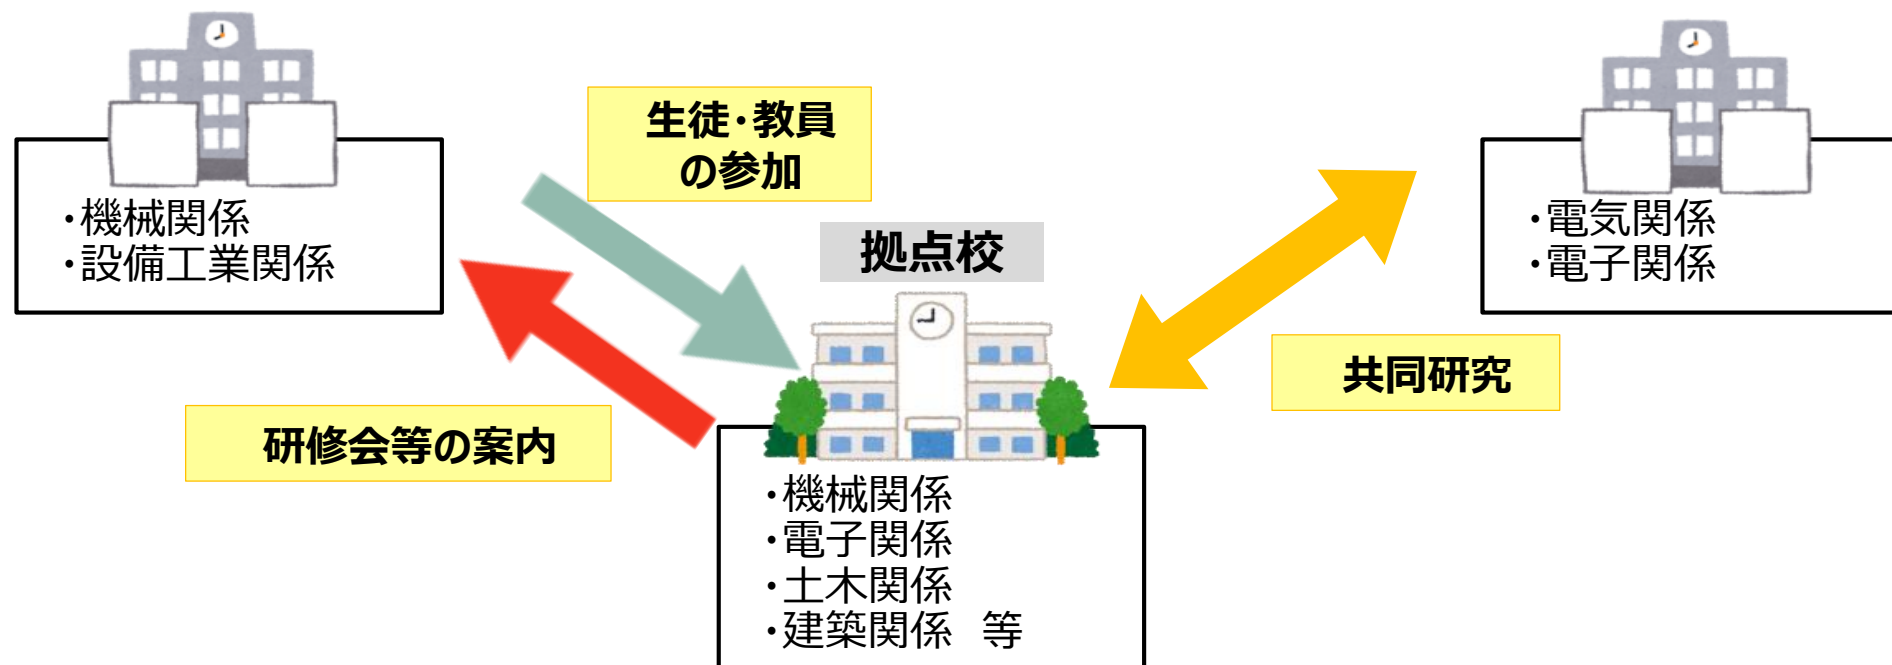 生徒・教員
の参加
・機械関係
・設備工業関係
拠点校
・電気関係
・電子関係
共同研究
研修会等の案内
・機械関係
・電子関係
・土木関係
・建築関係 等